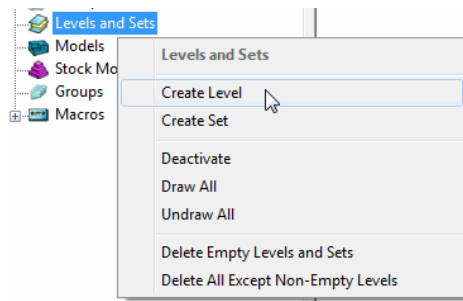 Levels and Sets
Models
Stock Mo
Groups
Macros
Levels and Sets
Create Level
Create Set
Deactivate
Draw All
Undraw All
Delete Empty Levels and Sets
Delete All Except Non-Empty Levels